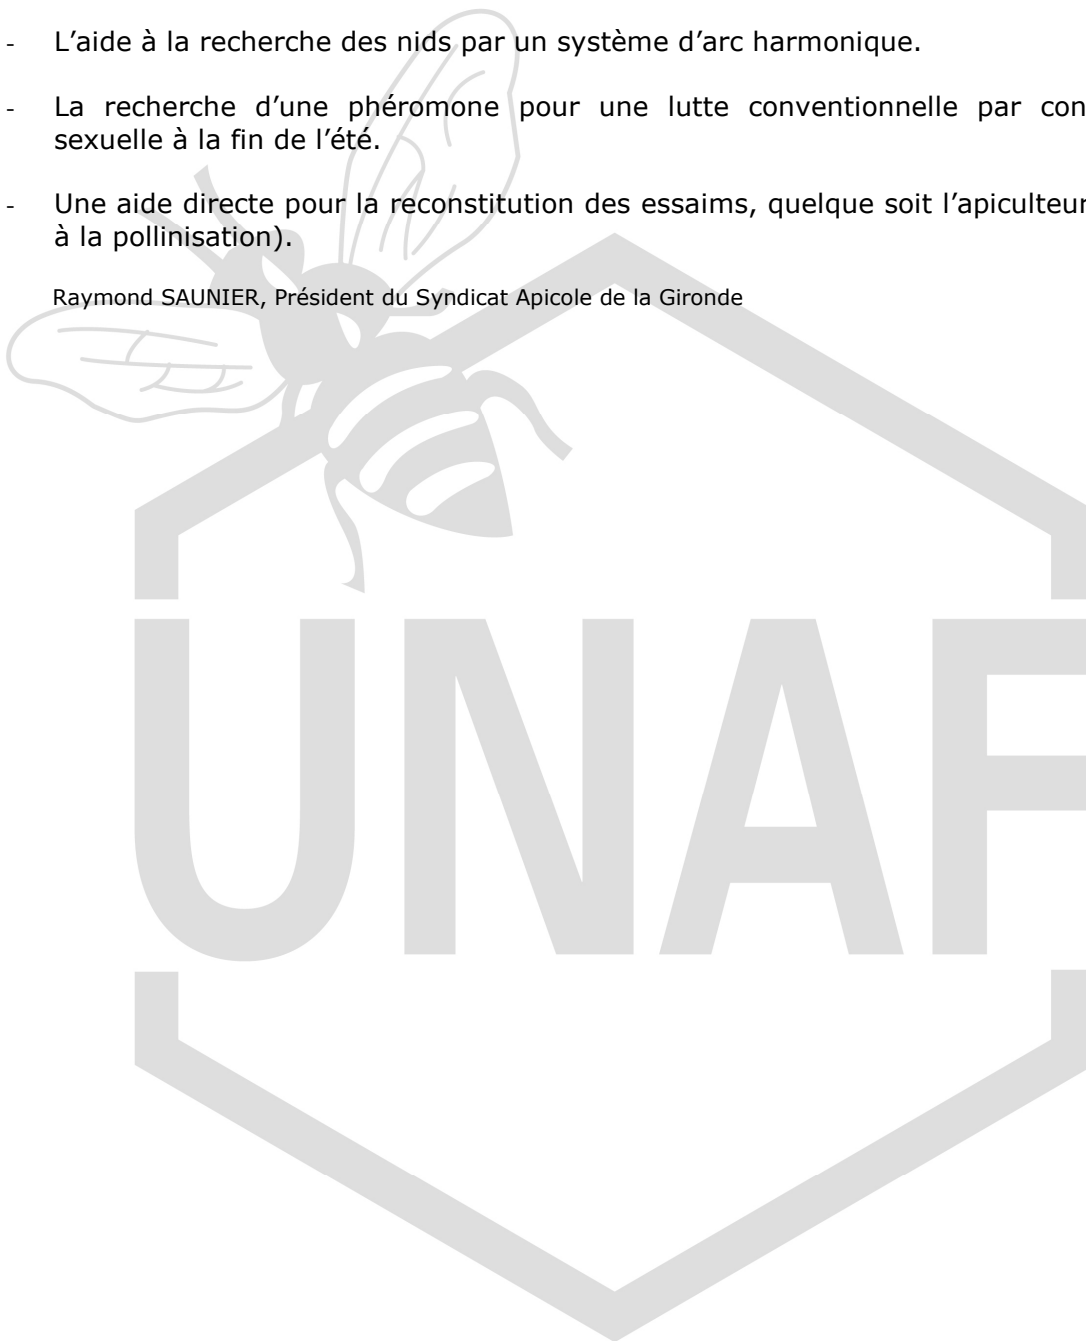 - L’aide à la recherche des nids par un système d’arc harmonique.
- La recherche d’une phéromone pour une lutte conventionnelle par con
sexuelle à la fin de l’été.
- Une aide directe pour la reconstitution des essaims, quelque soit l’apiculteur
à la pollinisation).
Raymond SAUNIER, Président du Syndicat Apicole de la Gironde
UNAF